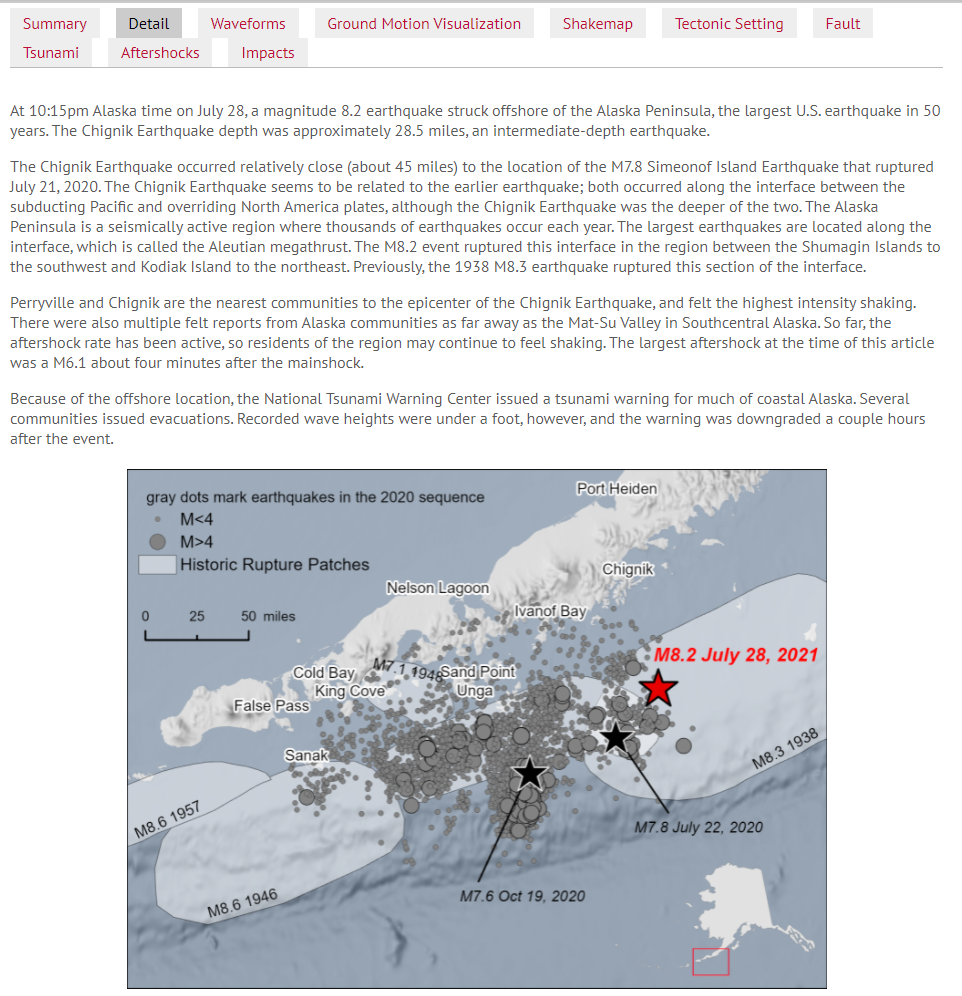 Summary Detail Waveforms Ground Motion Visualization Shakemap Tectonic Setting Fault
Tsunami Aftershocks Impacts
At 10:15pm Alaska time on July 28, a magnitude 8.2 earthquake struck offshore of the Alaska Peninsula, the largest U.S. earthquake in 50
years. The Chignik Earthquake depth was approximately 28.5 miles, an intermediate-depth earthquake.
The Chignik Earthquake occurred relatively close (about 45 miles) to the location of the M7.8 Simeonof Island Earthquake that ruptured
July 21, 2020. The Chignik Earthquake seems to be related to the earlier earthquake; both occurred along the interface between the
subducting Pacific and overriding North America plates, although the Chignik Earthquake was the deeper of the two. The Alaska
Peninsula is a seismically active region where thousands of earthquakes occur each year. The largest earthquakes are located along the
interface, which is called the Aleutian megathrust. The M8.2 event ruptured this interface in the region between the Shumagin Islands to
the southwest and Kodiak Island to the northeast. Previously, the 1938 M8.3 earthquake ruptured this section of the interface.
Perryville and Chignik are the nearest communities to the epicenter of the Chignik Earthquake, and felt the highest intensity shaking.
There were also multiple felt reports from Alaska communities as far away as the Mat-Su Valley in Southcentral Alaska. So far, the
aftershock rate has been active, so residents of the region may continue to feel shaking. The largest aftershock at the time of this article
was a M6.1 about four minutes after the mainshock.
Because of the offshore location, the National Tsunami Warning Center issued a tsunami warning for much of coastal Alaska. Several
communities issued evacuations. Recorded wave heights were under a foot, however, and the warning was downgraded a couple hours
after the event.
Port Heiden
gray dots mark earthquakes in the 2020 sequence
M<4
M>4
Historic Rupture Patches
Chignik
Nelson Lagoon
Ivanof Bay
0 25 50 miles
M8.2 July 28, 2021
M7.1 1948
Cold Bay
Sand Point
King Cove
Unga
False Pass
Sanak
M8.3 1938
M8.6 1957
M7.8 July 22, 2020
M7.6 Oct 19, 2020
M8.6 1946